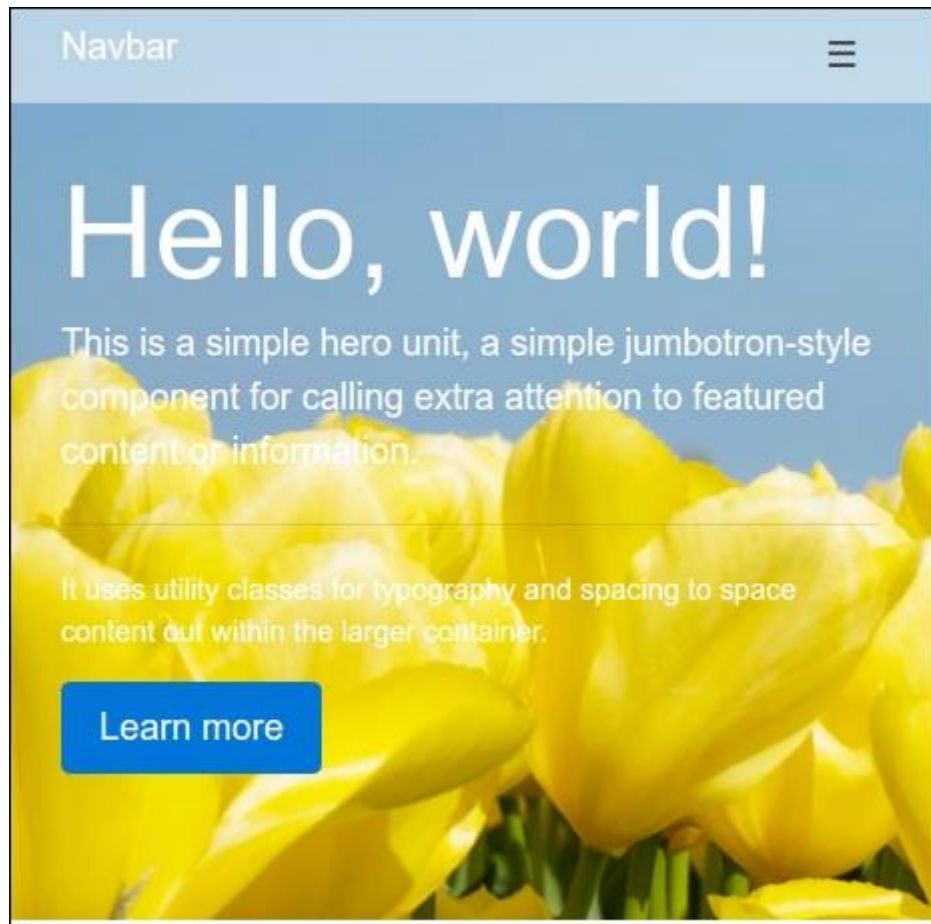 Navbar
☰
Hello, world!
This is a simple hero unit, a simple jumbotron-style
component for calling extra attention to featured
content or information.
It uses utility classes for typography and spacing to space
content out within the larger container.
Learn more